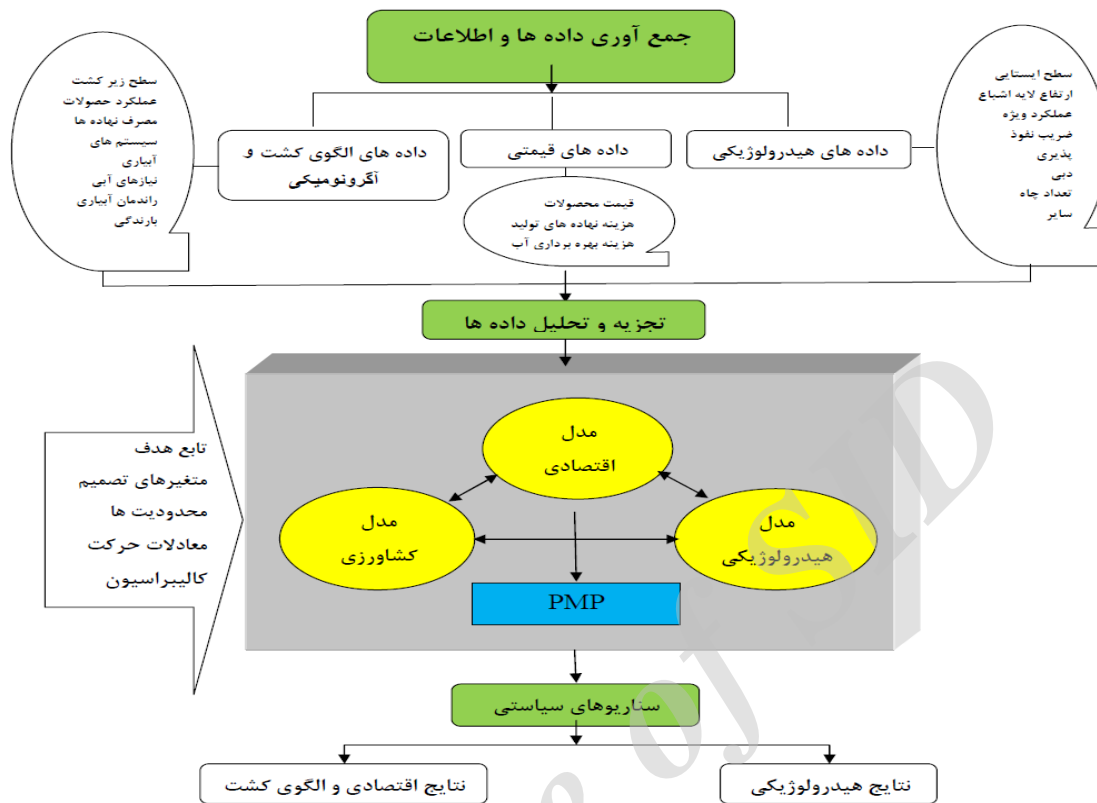 جمع آوری داده ها و اطلاعات
سطح ایستایی
ارتفاع لایه اشباع
عملکرد ویژه
ضریب نفوذ
پذیری
دبی
تعداد چاه
سایر
سطح زیر کشت
عملکرد حصولات
مصرف نهاده ها
سیستم های
آبیاری
نیازهای آبی
راندمان آبیاری
بارندگی
داده های هیدرولوژیکی
داده های قیمتی
داده های الگوی کشت و
آگرونومیکی
قیمت محصولات
هزینه نهاده های تولید
هزینه بهره برداری آب
تجزیه و تحلیل داده ها
تابع هدف
متغیرهای تصمیم
محدودیت ها
معادلات حرکت
کالیبراسیون
مدل
اقتصادی
مدل
هیدرولوژیکی
مدل
کشاورزی
PMP
سناریوهای سیاستی
نتایج هیدرولوژیکی
نتایج اقتصادی و الگوی کشت
of SID